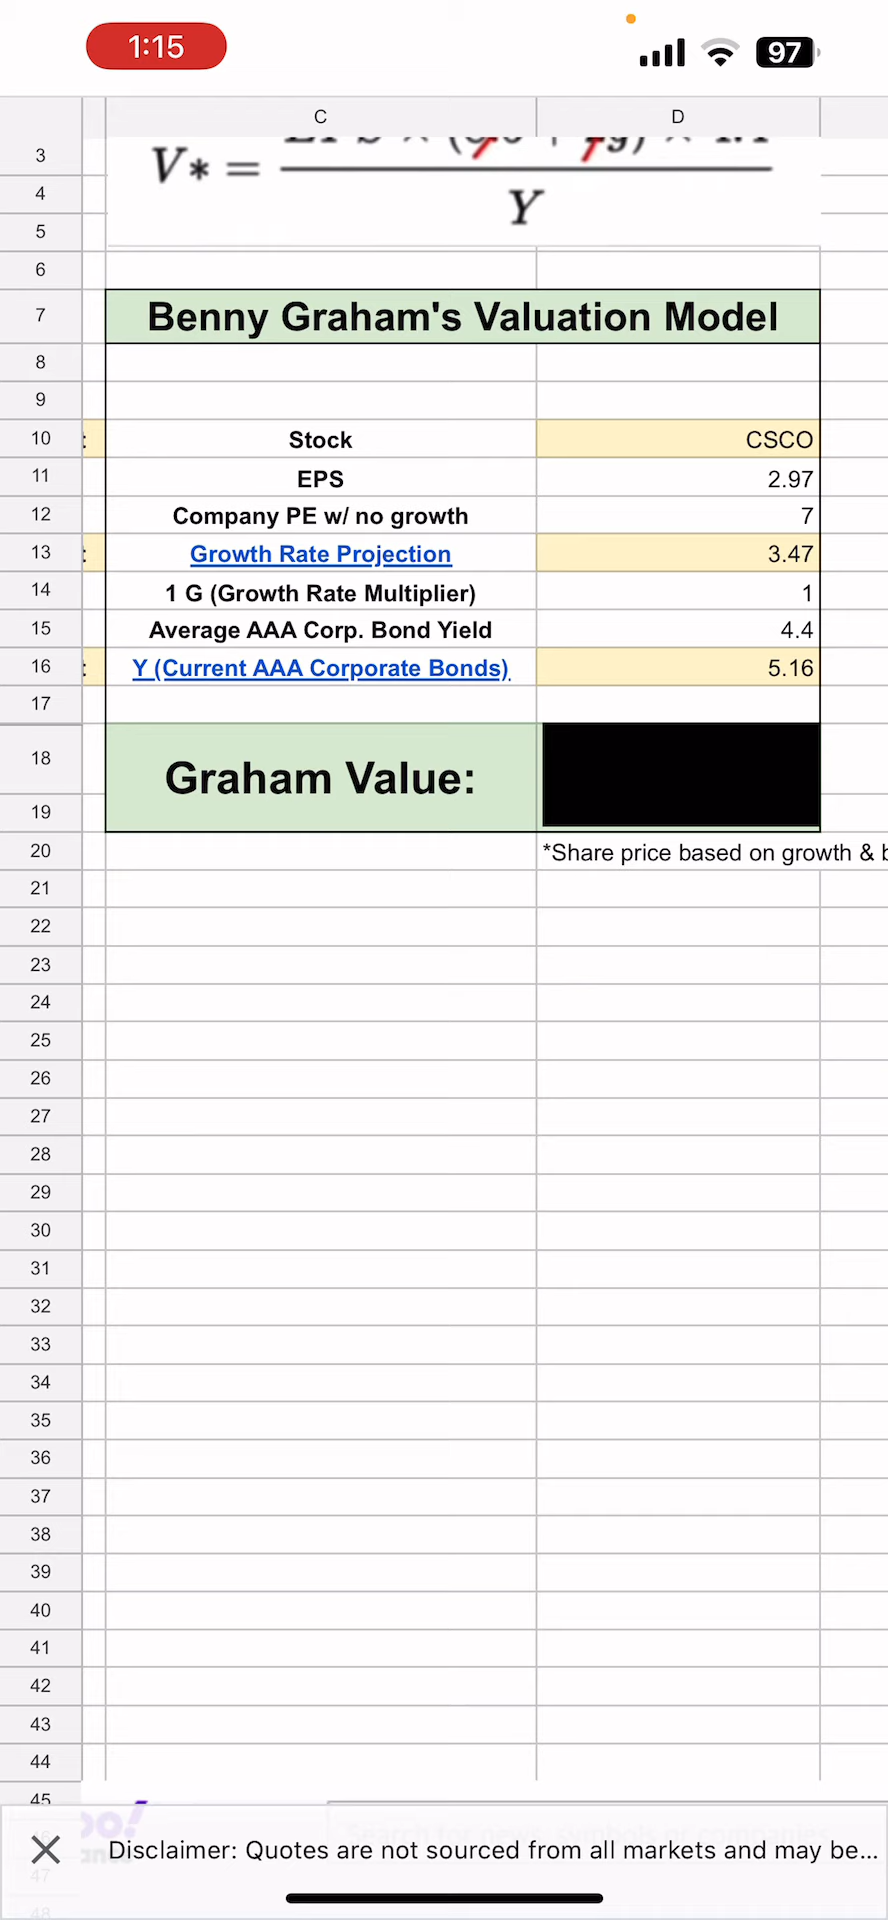 1:15
97
C D
3
V* =
4
Y
5
6
7 Benny Graham's Valuation Model
8
9
10 : Stock CSCO
11 EPS 2.97
12 Company PE w/ no growth 7
13 : Growth Rate Projection 3.47
14 1 G (Growth Rate Multiplier) 1
15 Average AAA Corp. Bond Yield 4.4
16 : Y (Current AAA Corporate Bonds) 5.16
17
18 Graham Value:
19
20 *Share price based on growth &
21
22
23
24
25
26
27
28
29
30
31
32
33
34
35
36
37
38
39
40
41
42
43
44
45
Disclaimer: Quotes are not sourced from all markets and may be...
47
48